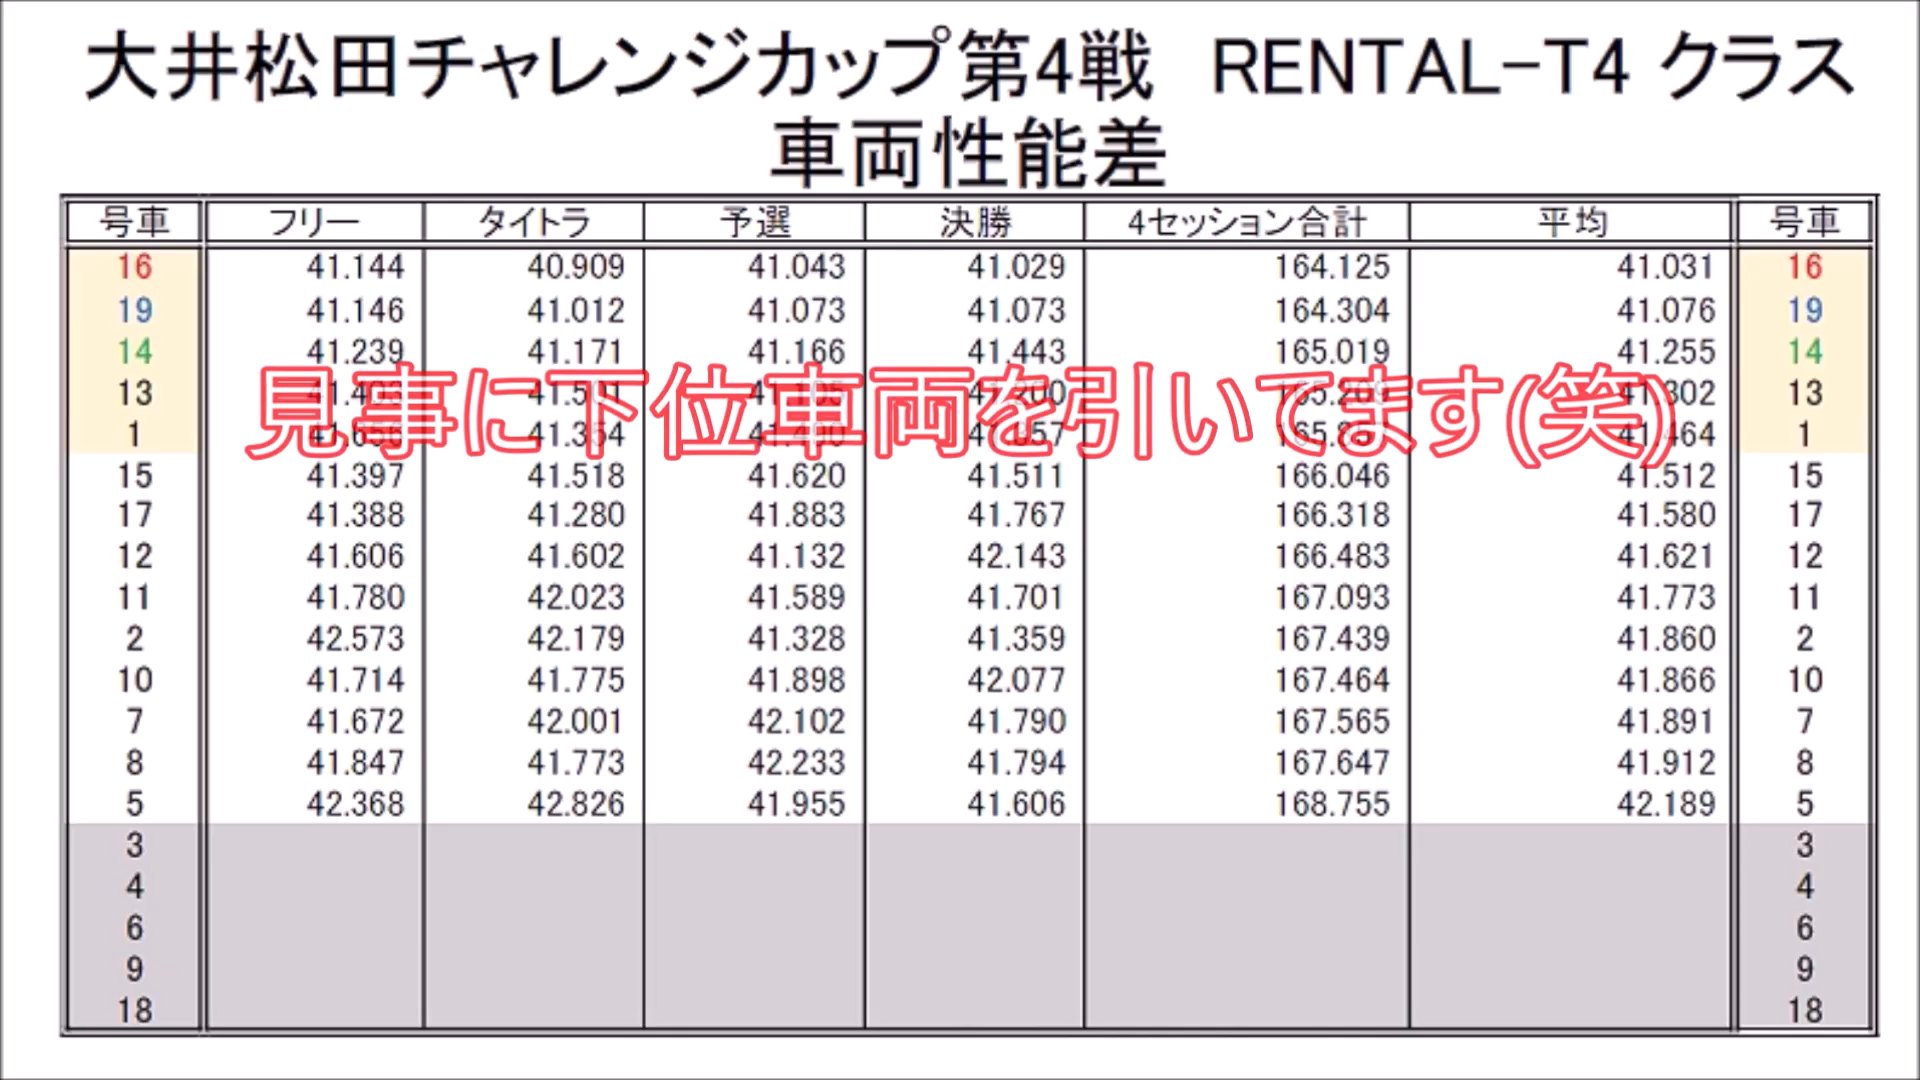 大井松田チャレンジカップ第4戦 RENTAL-T4 クラス
車両性能差
号車 フリー タイトラ 予選 決勝 4セッション合計 平均 号車
16 41.144 40.909 41.043 41.029 164.125 41.031 16
19 41.146 41.012 41.073 41.073 164.304 41.076 19
14 41.239 41.171 41.166 41.443 165.019 41.255 14
見事に下位車両を引いてます(笑)
13 41.403 41.501 41.105 41.200 165.209 41.302 13
1 41.354 41.464 1
15 41.397 41.518 41.620 41.511 166.046 41.512 15
17 41.388 41.280 41.883 41.767 166.318 41.580 17
12 41.606 41.602 41.132 42.143 166.483 41.621 12
11 41.780 42.023 41.589 41.701 167.093 41.773 11
2 42.573 42.179 41.328 41.359 167.439 41.860 2
10 41.714 41.775 41.898 42.077 167.464 41.866 10
7 41.672 42.001 42.102 41.790 167.565 41.891 7
8 41.847 41.773 42.233 41.794 167.647 41.912 8
5 42.368 42.826 41.955 41.606 168.755 42.189 5
3 3
4 4
6 6
9 9
18 18